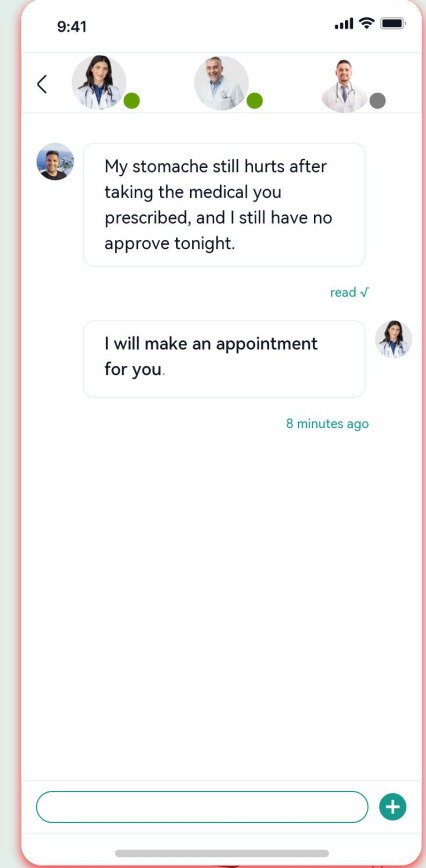 9:41
My stomache still hurts after
taking the medical you
prescribed, and I still have no
approve tonight.
read √
I will make an appointment
for you.
8 minutes ago